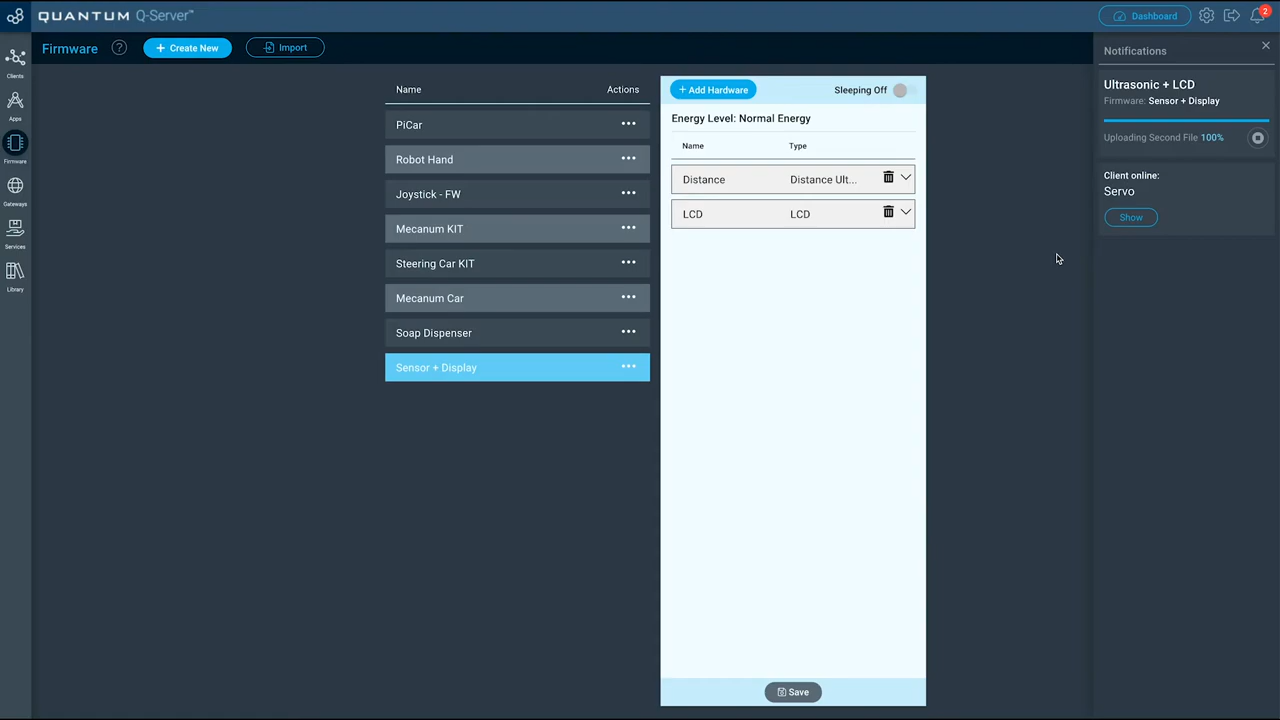 QUANTUM Q-Server™
Dashboard
2
Firmware
?
+ Create New
Import
Clients
Apps
Firmware
Gateways
Services
Library
Name Actions
PiCar
Robot Hand
Joystick - FW
Mecanum KIT
Steering Car KIT
Mecanum Car
Soap Dispenser
Sensor + Display
+ Add Hardware
Sleeping Off
Energy Level: Normal Energy
Name Type
Distance Distance Ult...
LCD LCD
Save
Notifications
Ultrasonic + LCD
Firmware: Sensor + Display
Uploading Second File 100%
Client online:
Servo
Show